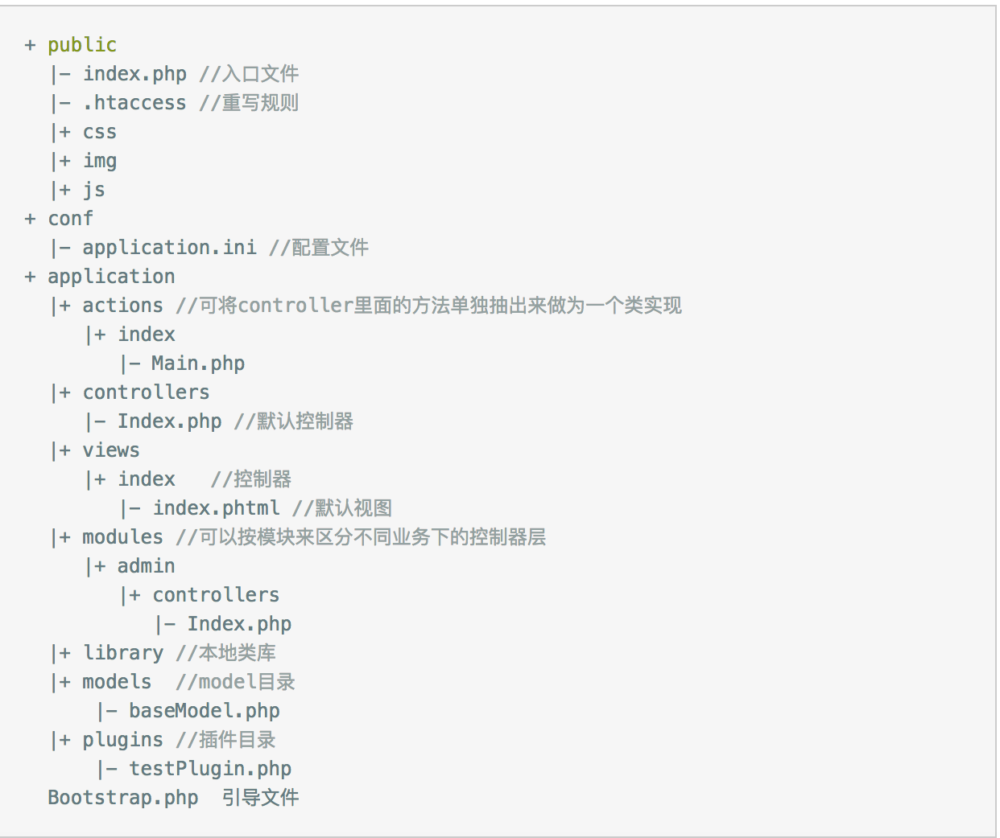 + public
  |- index.php //入口文件
  |- .htaccess //重写规则
  |+ css
  |+ img
  |+ js
+ conf
  |- application.ini //配置文件
+ application
  |+ actions //可将controller里面的方法单独抽出来做为一个类实现
     |+ index
        |- Main.php
  |+ controllers
     |- Index.php //默认控制器
  |+ views
     |+ index   //控制器
        |- index.phtml //默认视图
  |+ modules //可以按模块来区分不同业务下的控制器层
     |+ admin
        |+ controllers
           |- Index.php
  |+ library //本地类库
  |+ models  //model目录
      |- baseModel.php
  |+ plugins //插件目录
      |- testPlugin.php
  Bootstrap.php  引导文件